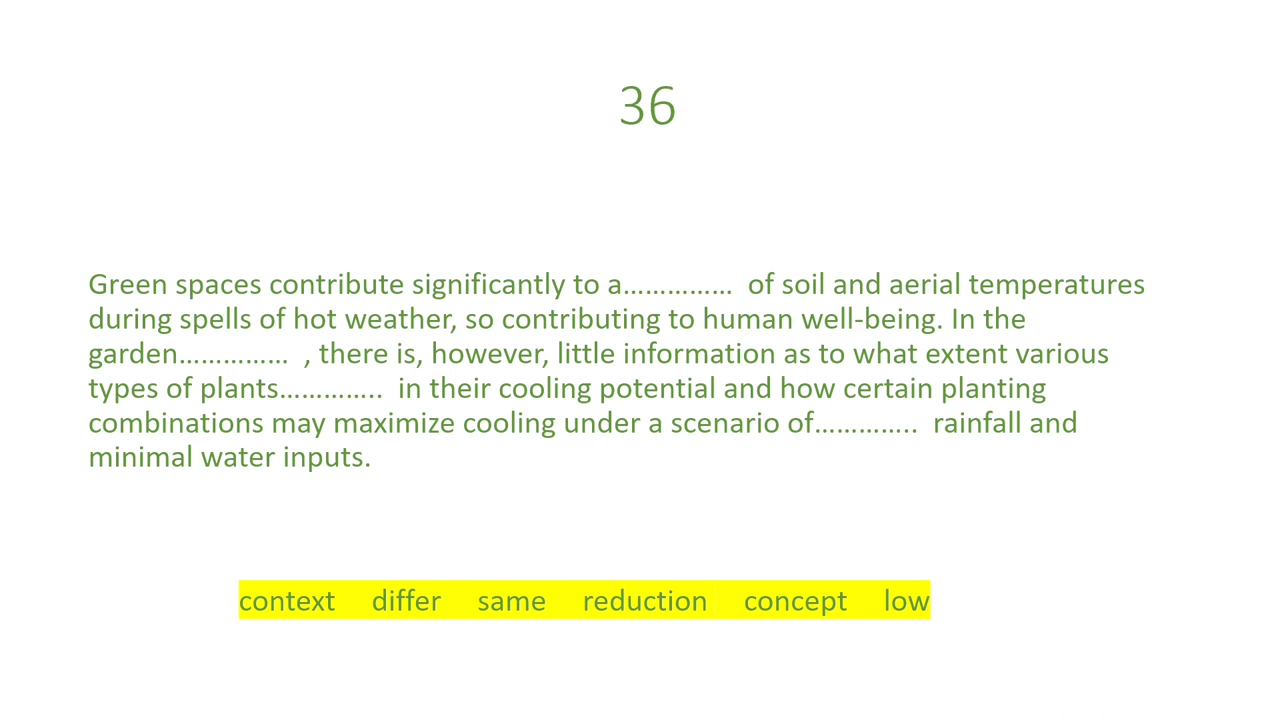 36
Green spaces contribute significantly to a…………… of soil and aerial temperatures
during spells of hot weather, so contributing to human well-being. In the
garden…………… , there is, however, little information as to what extent various
types of plants………….. in their cooling potential and how certain planting
combinations may maximize cooling under a scenario of………….. rainfall and
minimal water inputs.
context differ same reduction concept low